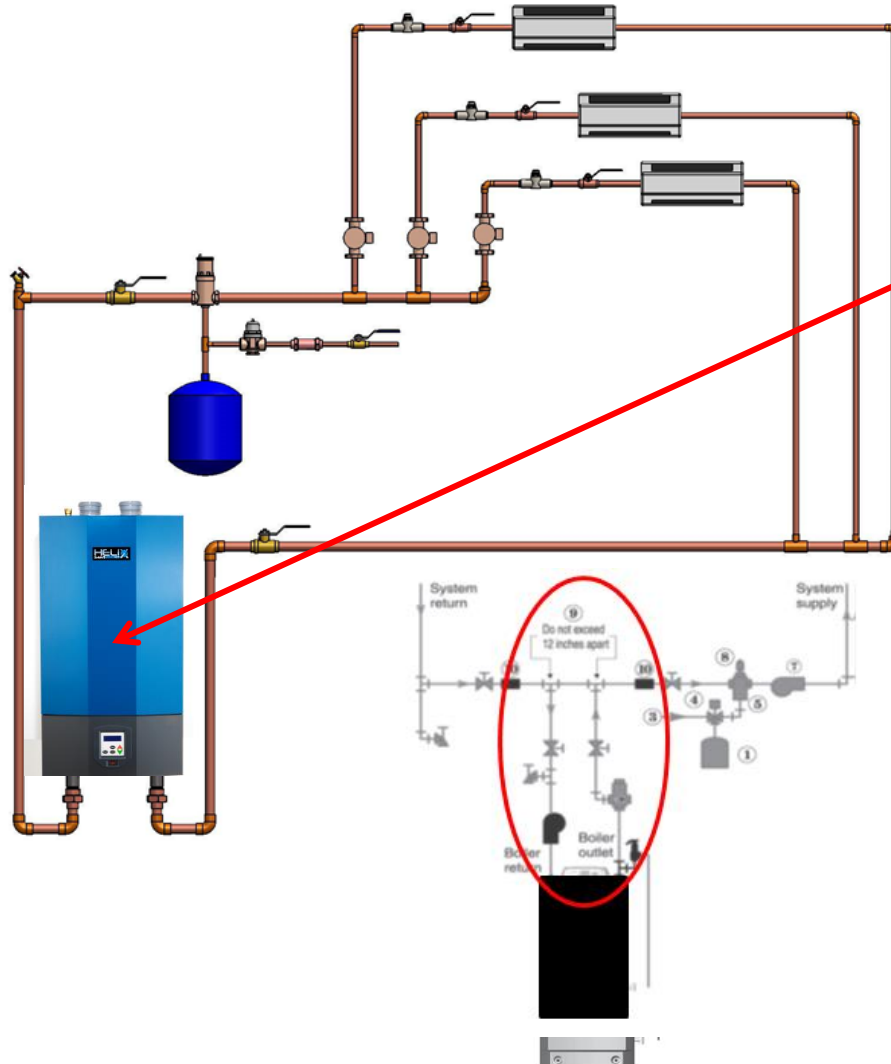 HELIX
System
return
System
supply
9
Do not exceed
12 inches apart
10
10
8
7
4
3
5
1
Boiler
outlet
Boiler
return